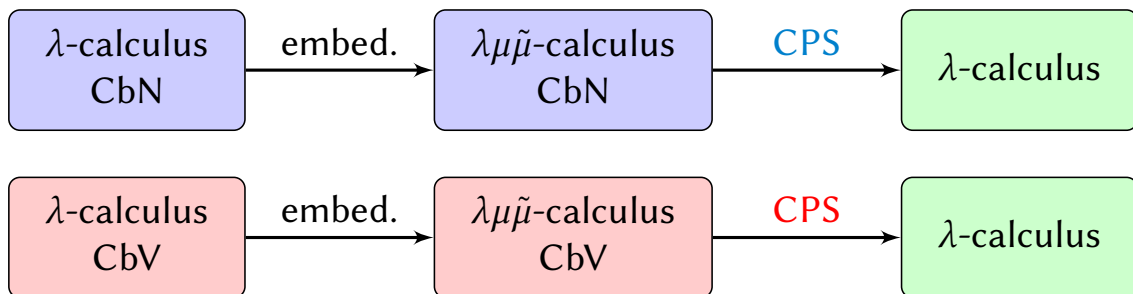 λ-calculus embed. λμμ̃-calculus CPS λ-calculus
CbN CbN
λ-calculus embed. λμμ̃-calculus CPS λ-calculus
CbV CbV